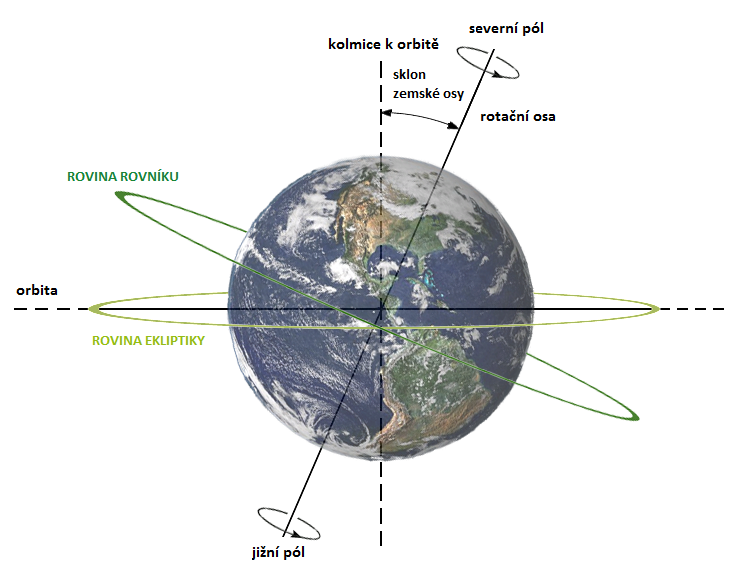 severní pól
kolmice k orbitě
sklon
zemské osy
rotační osa
ROVINA ROVNÍKU
orbita
ROVINA EKLIPTIKY
jižní pól